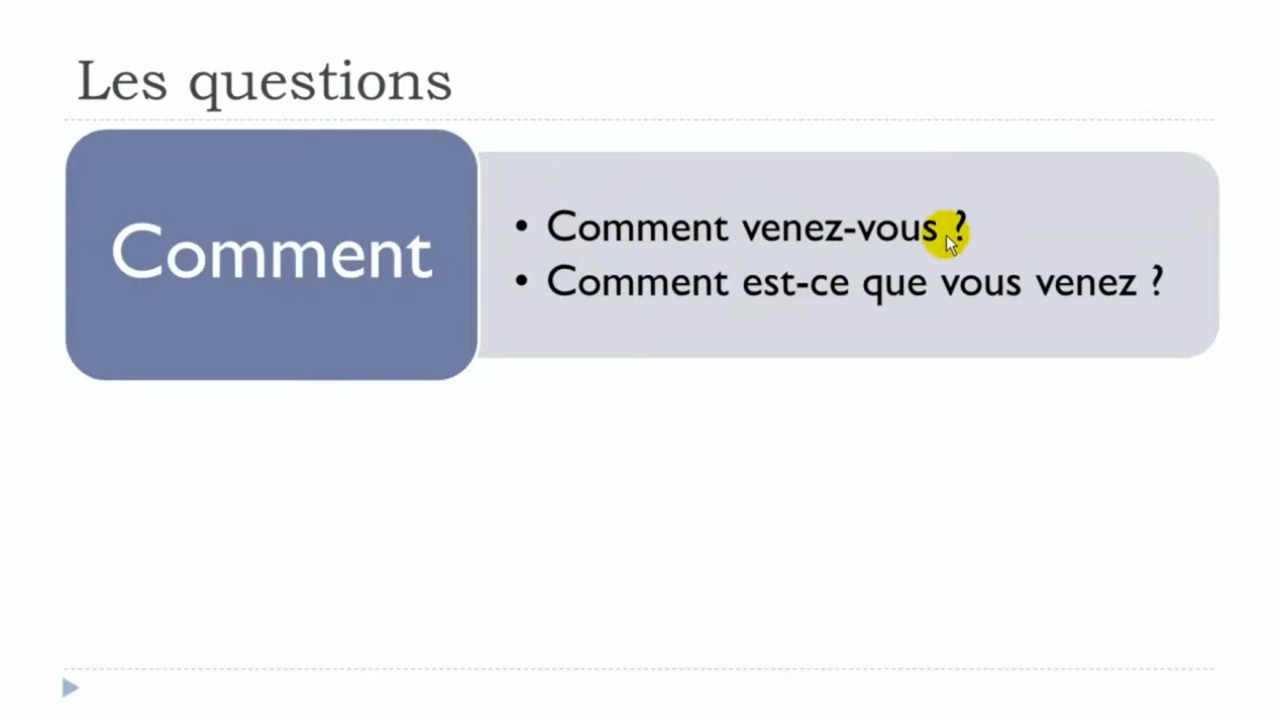 Les questions
Comment
• Comment venez-vous ?
• Comment est-ce que vous venez ?